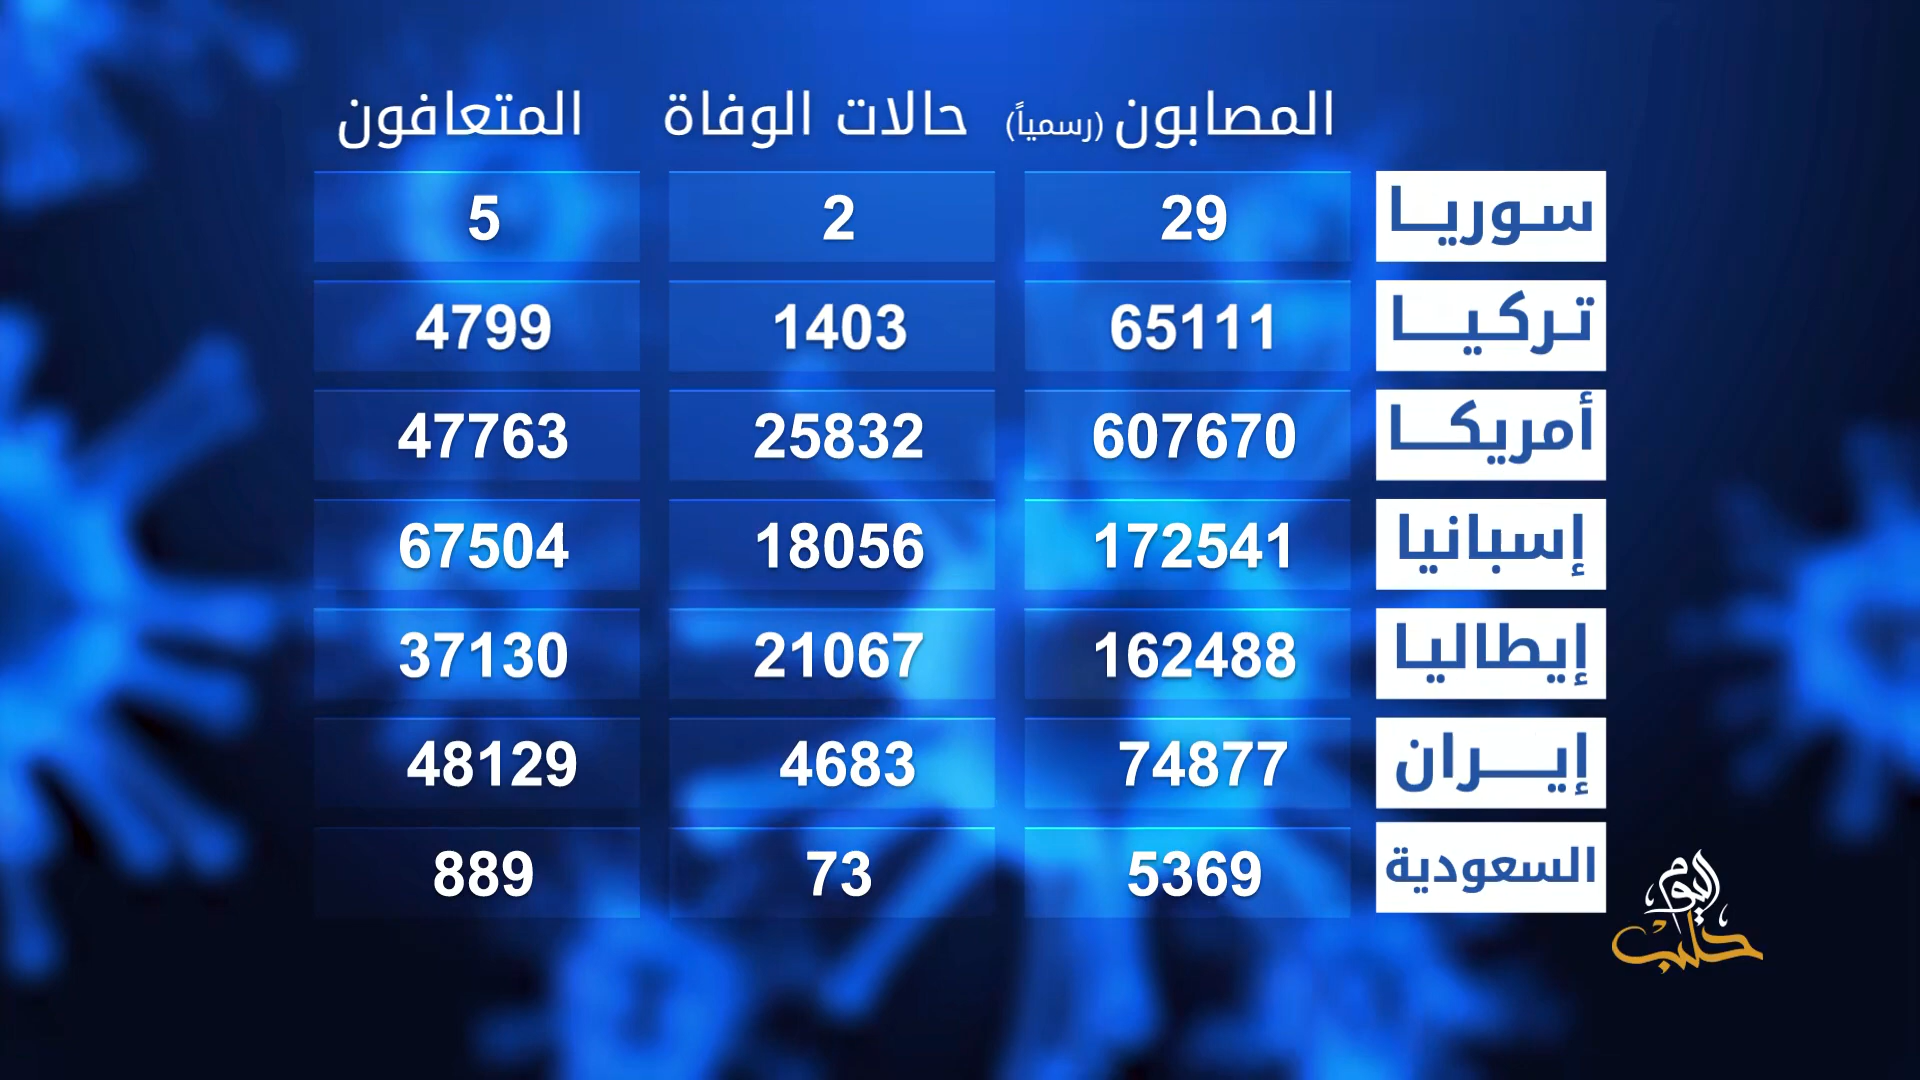 المصابون (رسمياً) حالات الوفاة المتعافون
سوريا 29 2 5
تركيا 65111 1403 4799
أمريكا 607670 25832 47763
إسبانيا 172541 18056 67504
إيطاليا 162488 21067 37130
إيران 74877 4683 48129
السعودية 5369 73 889
حلب اليوم